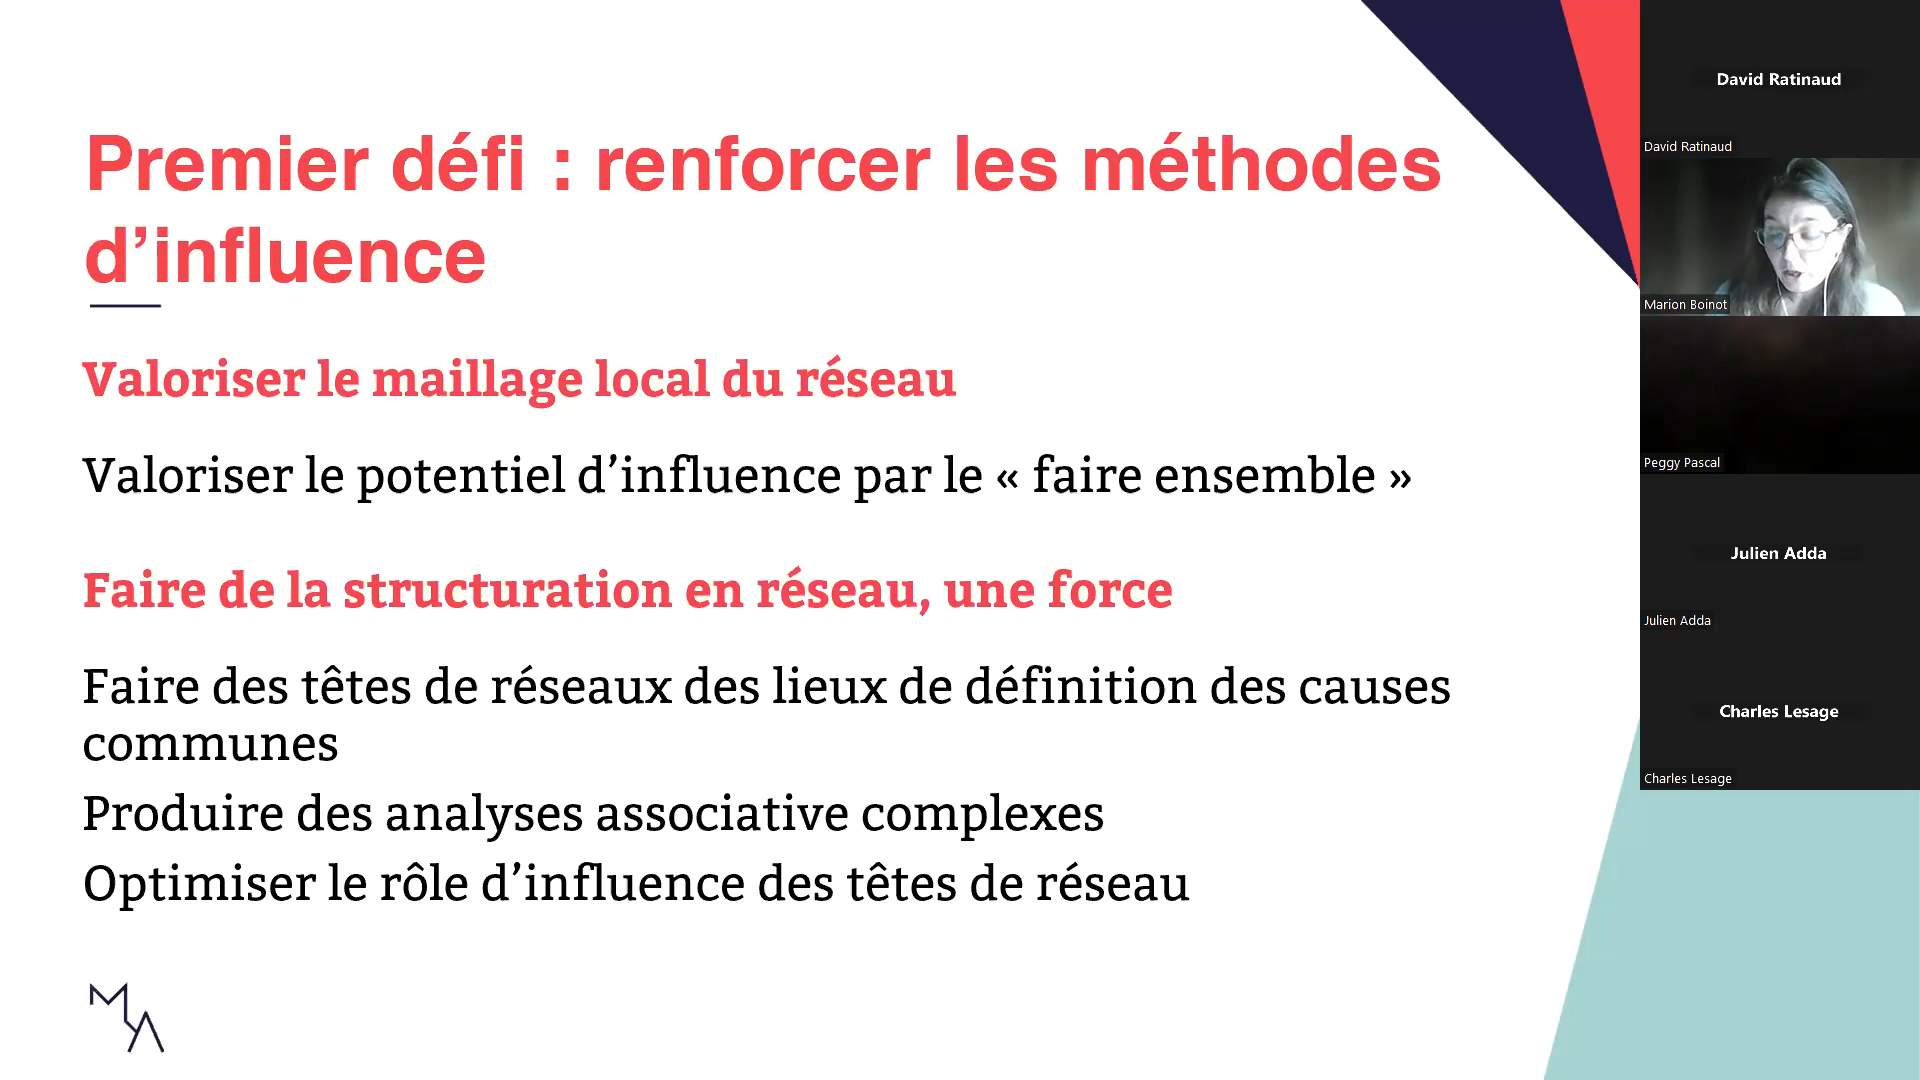 Premier défi : renforcer les méthodes
d’influence
Valoriser le maillage local du réseau
Valoriser le potentiel d’influence par le « faire ensemble »
Faire de la structuration en réseau, une force
Faire des têtes de réseaux des lieux de définition des causes
communes
Produire des analyses associative complexes
Optimiser le rôle d’influence des têtes de réseau
MA
David Ratinaud
David Ratinaud
Marion Boinot
Peggy Pascal
Julien Adda
Julien Adda
Charles Lesage
Charles Lesage